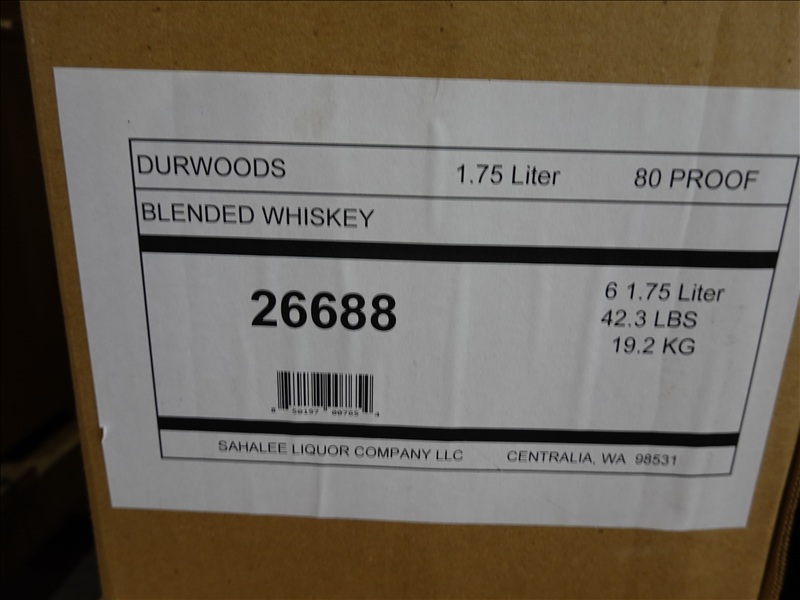 DURWOODS 1.75 Liter 80 PROOF
BLENDED WHISKEY
26688 6 1.75 Liter
42.3 LBS
19.2 KG
SAHALEE LIQUOR COMPANY LLC CENTRALIA, WA 98531